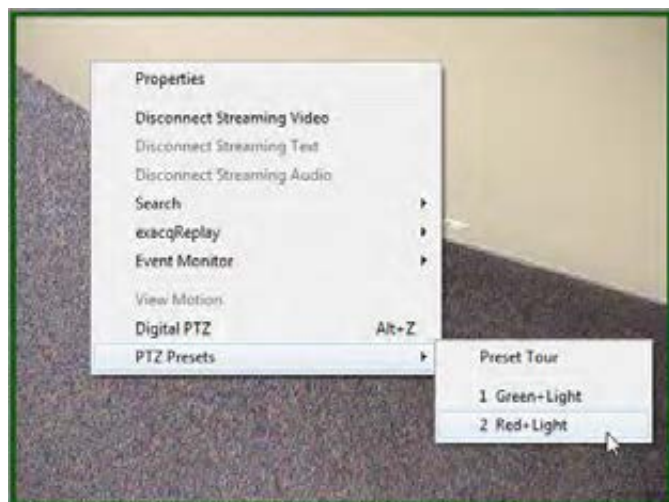 Properties
Disconnect Streaming Video
Disconnect Streaming Text
Disconnect Streaming Audio
Search
exacqReplay
Event Monitor
View Motion
Digital PTZ Alt+Z
PTZ Presets
Preset Tour
1 Green+Light
2 Red+Light